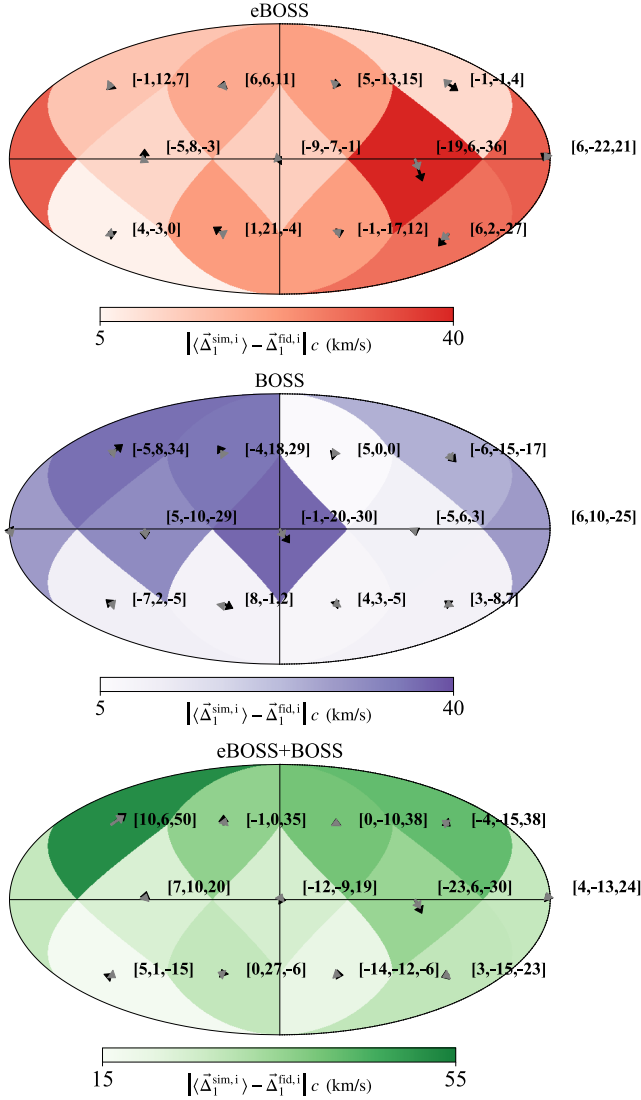 eBOSS
[-1,12,7] [6,6,11] [5,-13,15] [-1,-1,4]
[-5,8,-3] [-9,-7,-1] [-19,6,-36] [6,-22,21]
[4,-3,0] [1,21,-4] [-1,-17,12] [6,2,-27]
5 40
|⟨Δ⃗₁^sim,i⟩ − Δ⃗₁^fid,i| c (km/s)
BOSS
[-5,8,34] [-4,18,29] [5,0,0] [-6,-15,-17]
[5,-10,-29] [-1,-20,-30] [-5,6,3] [6,10,-25]
[-7,2,-5] [8,-1,2] [4,3,-5] [3,-8,7]
5 40
|⟨Δ⃗₁^sim,i⟩ − Δ⃗₁^fid,i| c (km/s)
eBOSS+BOSS
[10,6,50] [-1,0,35] [0,-10,38] [-4,-15,38]
[7,10,20] [-12,-9,19] [-23,6,-30] [4,-13,24]
[5,1,-15] [0,27,-6] [-14,-12,-6] [3,-15,-23]
15 55
|⟨Δ⃗₁^sim,i⟩ − Δ⃗₁^fid,i| c (km/s)